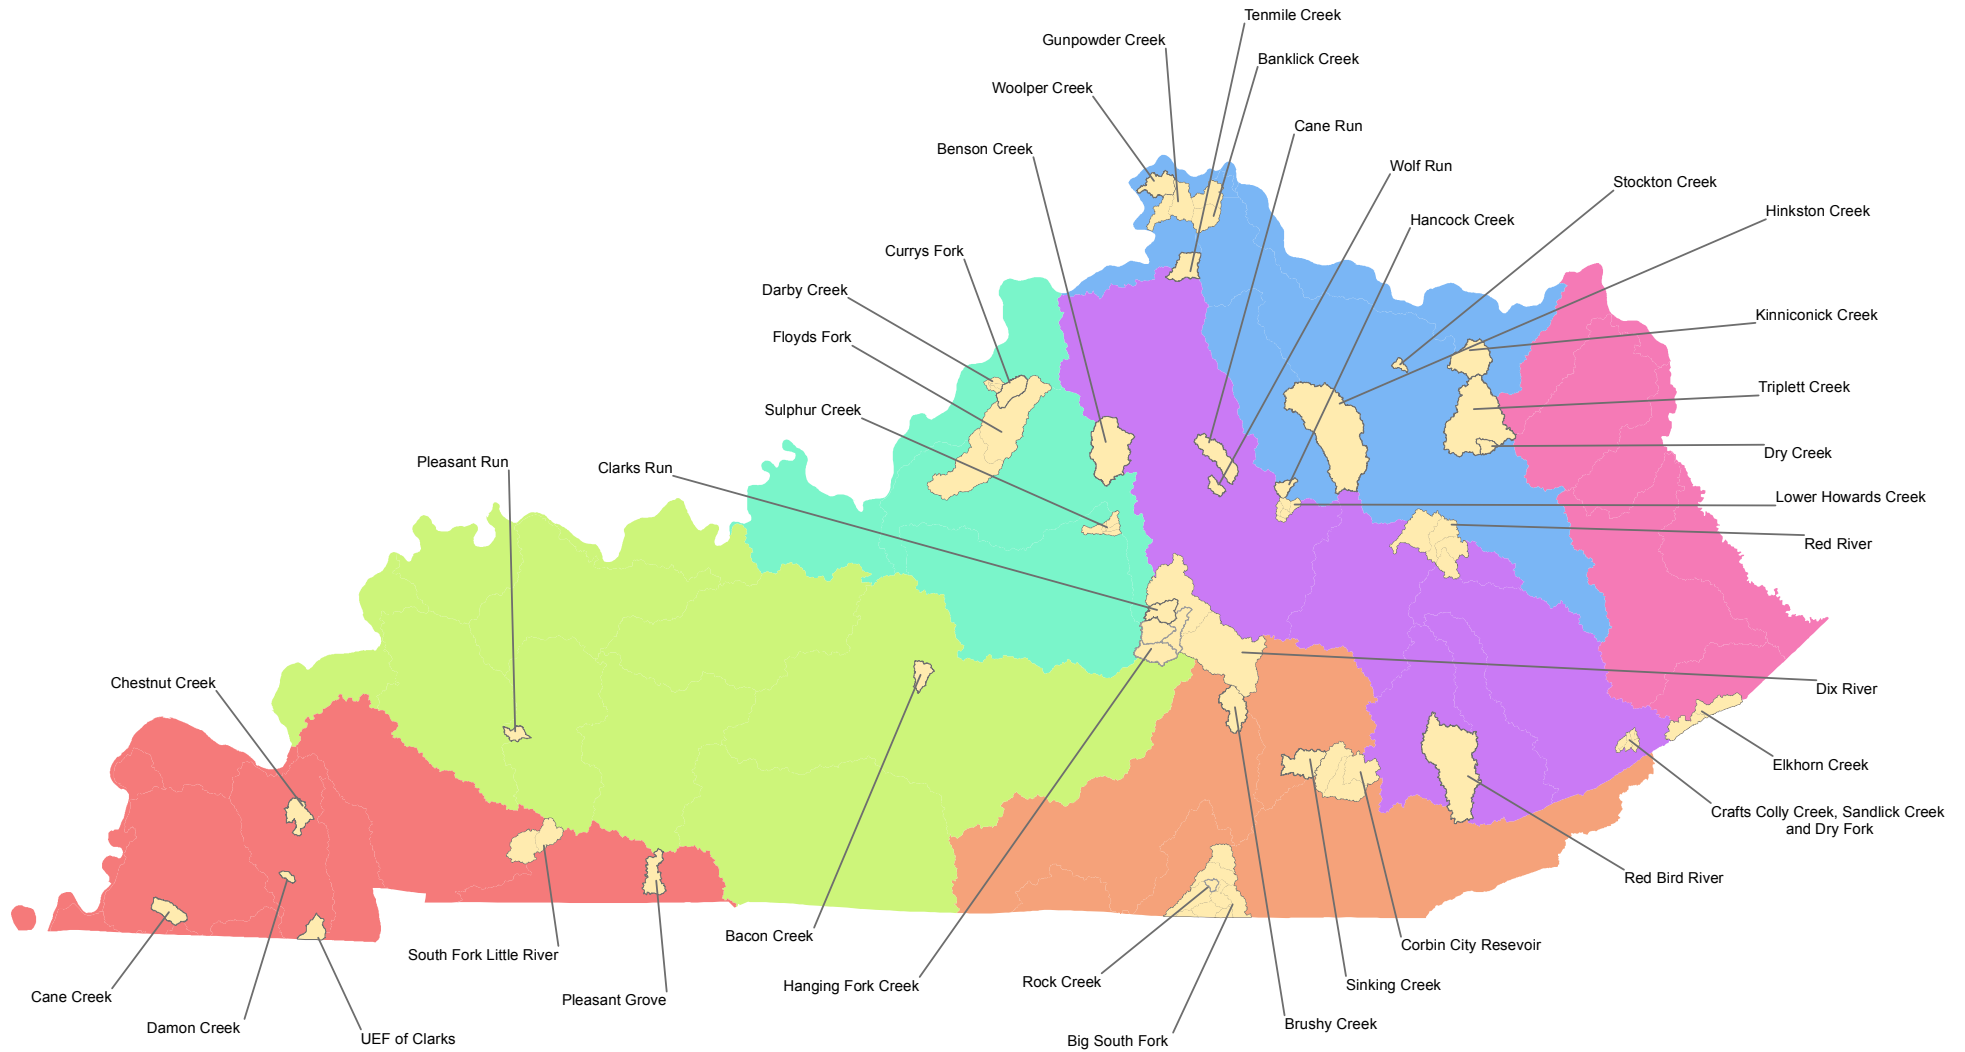 Tenmile Creek
Gunpowder Creek
Banklick Creek
Woolper Creek
Cane Run
Benson Creek
Wolf Run
Stockton Creek
Hinkston Creek
Hancock Creek
Currys Fork
Darby Creek
Kinniconick Creek
Floyds Fork
Triplett Creek
Sulphur Creek
Dry Creek
Pleasant Run
Clarks Run
Lower Howards Creek
Red River
Chestnut Creek
Dix River
Elkhorn Creek
Crafts Colly Creek, Sandlick Creek
and Dry Fork
Red Bird River
Bacon Creek
Corbin City Resevoir
South Fork Little River
Rock Creek
Hanging Fork Creek
Sinking Creek
Cane Creek
Pleasant Grove
Damon Creek
Brushy Creek
UEF of Clarks
Big South Fork